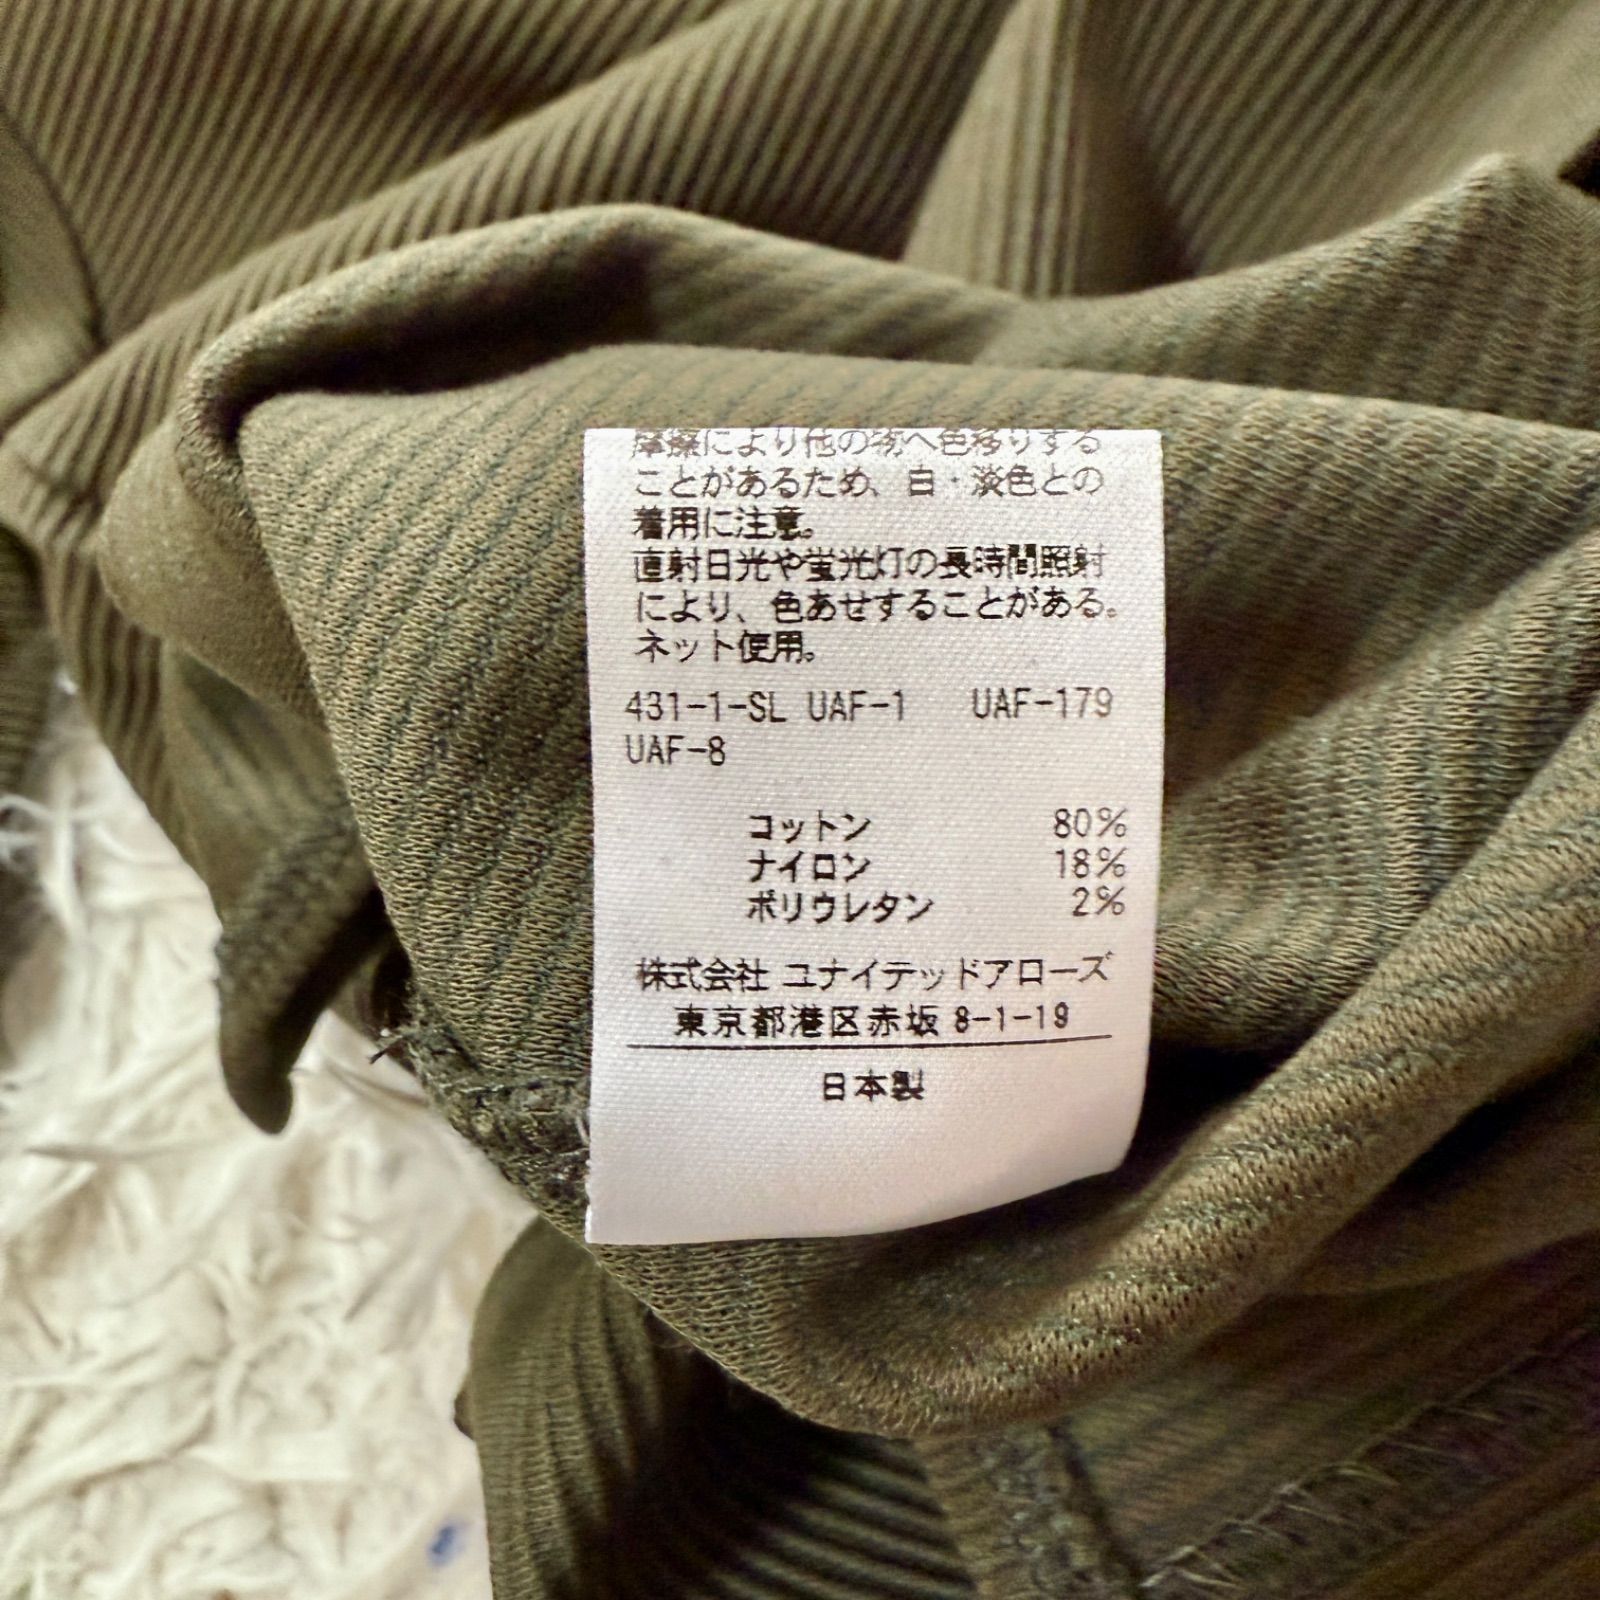 摩擦により他の物へ色移りする
ことがあるため、白・淡色との
着用に注意。
直射日光や蛍光灯の長時間照射
により、色あせすることがある。
ネット使用。
431-1-SL UAF-1 UAF-179
UAF-8
コットン 80%
ナイロン 18%
ポリウレタン 2%
株式会社 ユナイテッドアローズ
東京都港区赤坂 8-1-19
日本製